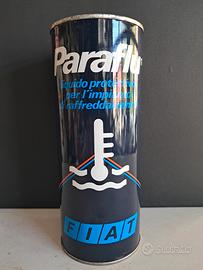 Paraflu
liquido protettivo
per l'impianto
di raffreddamento
FIAT